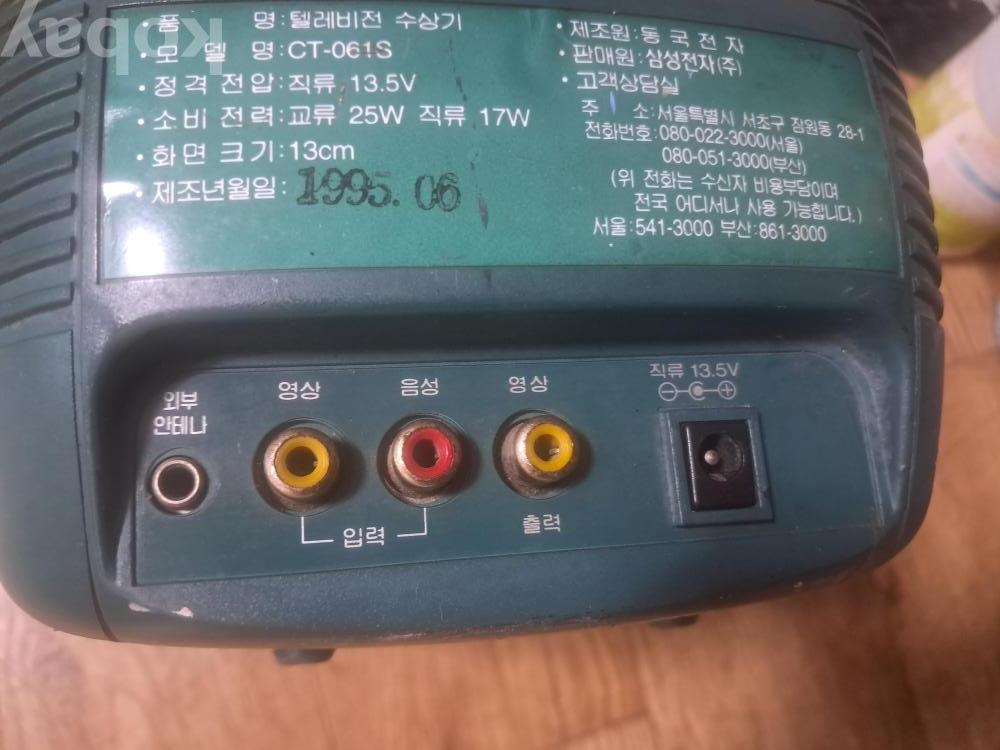 kobay
품 명:텔레비전 수상기
·모 델 명:CT-061S
·정격 전압:직류 13.5V
·소비 전력:교류 25W 직류 17W
·화면 크기:13cm
·제조년월일:1995.06
·제조원:동국전자
·판매원:삼성전자(주)
·고객상담실
주 소:서울특별시 서초구 잠원동 28-1
전화번호:080-022-3000(서울)
080-051-3000(부산)
(위 전화는 수신자 비용부담이며
전국 어디서나 사용 가능합니다.)
서울:541-3000 부산:861-3000
외부
안테나
영상
음성
입력
영상
출력
직류 13.5V